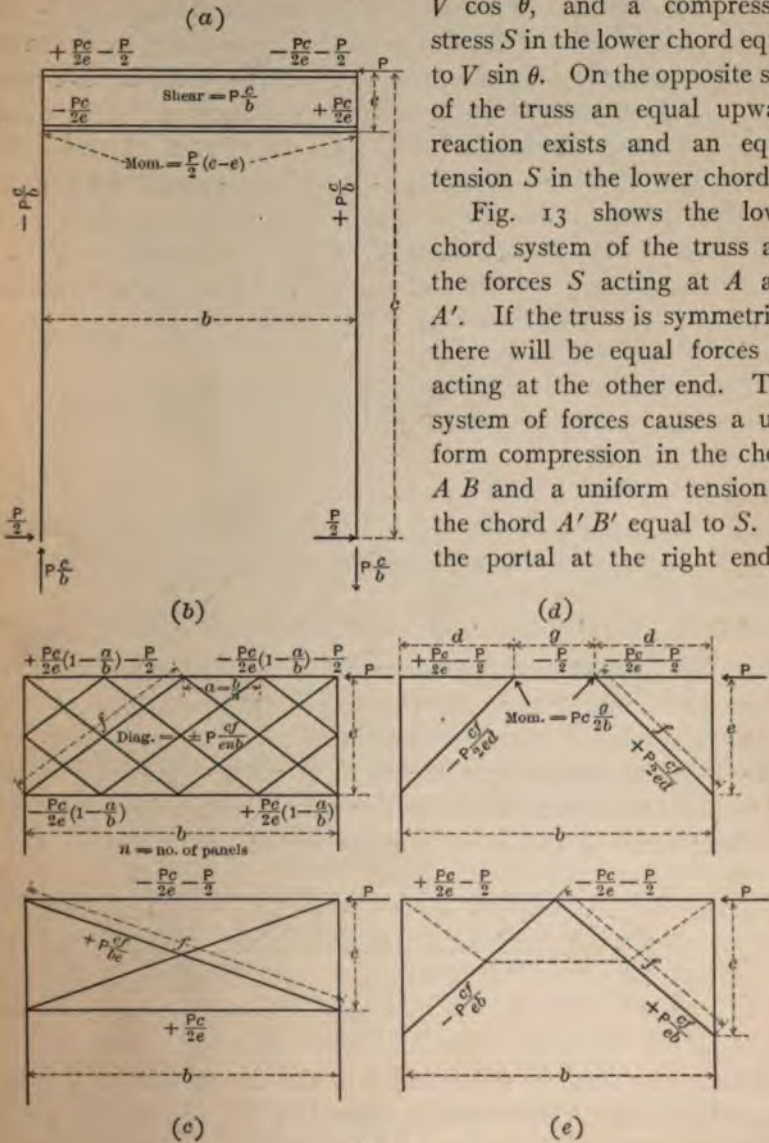 (a)
+ Pc/2e − P/2
− Pc/2e − P/2
P
Shear = P c/b
e
− Pc/2e
+ Pc/2e
Mom. = P/2 (c−e)
− P c/b
+ P c/b
b
c
P/2
P/2
P c/b
P c/b
V cos θ, and a compress
stress S in the lower chord eq
to V sin θ. On the opposite s
of the truss an equal upwa
reaction exists and an eq
tension S in the lower chord
Fig. 13 shows the low
chord system of the truss a
the forces S acting at A a
A′. If the truss is symmetri
there will be equal forces
acting at the other end. T
system of forces causes a u
form compression in the cho
A B and a uniform tension
the chord A′ B′ equal to S.
the portal at the right end
(b)
+ Pc/2e (1 − a/b) − P/2
− Pc/2e (1 − a/b) − P/2
P
f
Diag. = ± P cf/enb
e
− Pc/2e (1 − a/b)
+ Pc/2e (1 − a/b)
b
n = no. of panels
(d)
d
g
d
+ Pc/2e − P/2
− P/2
− Pc/2e − P/2
P
Mom. = Pc g/2b
− P cf/2ed
+ P cf/2ed
f
e
b
− Pc/2e − P/2
P
+ P cf/be
f
e
+ Pc/2e
b
(c)
+ Pc/2e − P/2
− Pc/2e − P/2
P
f
e
− P cf/eb
+ P cf/eb
b
(e)